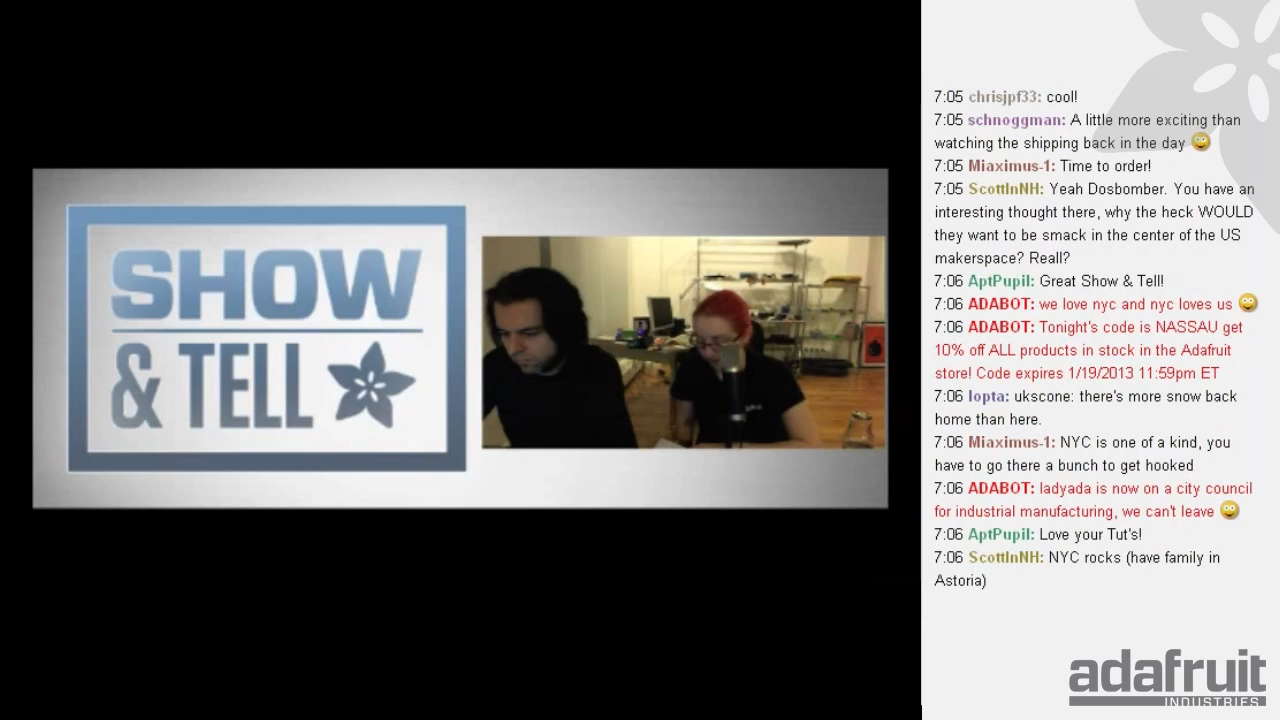 SHOW
& TELL
7:05 chrisjpf33: cool!
7:05 schnoggman: A little more exciting than
watching the shipping back in the day
7:05 Miaximus-1: Time to order!
7:05 ScottInNH: Yeah Dosbomber. You have an
interesting thought there, why the heck WOULD
they want to be smack in the center of the US
makerspace? Reall?
7:06 AptPupil: Great Show & Tell!
7:06 ADABOT: we love nyc and nyc loves us
7:06 ADABOT: Tonight's code is NASSAU get
10% off ALL products in stock in the Adafruit
store! Code expires 1/19/2013 11:59pm ET
7:06 lopta: ukscone: there's more snow back
home than here.
7:06 Miaximus-1: NYC is one of a kind, you
have to go there a bunch to get hooked
7:06 ADABOT: ladyada is now on a city council
for industrial manufacturing, we can't leave
7:06 AptPupil: Love your Tut's!
7:06 ScottInNH: NYC rocks (have family in
Astoria)
adafruit
INDUSTRIES